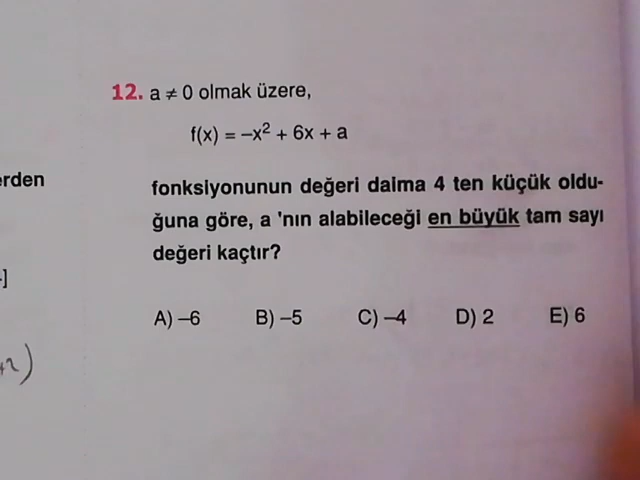 12. a ≠ 0 olmak üzere,
f(x) = –x² + 6x + a
erden
fonksiyonunun değeri daima 4 ten küçük oldu-
ğuna göre, a 'nın alabileceği en büyük tam sayı
değeri kaçtır?
A) –6 B) –5 C) –4 D) 2 E) 6